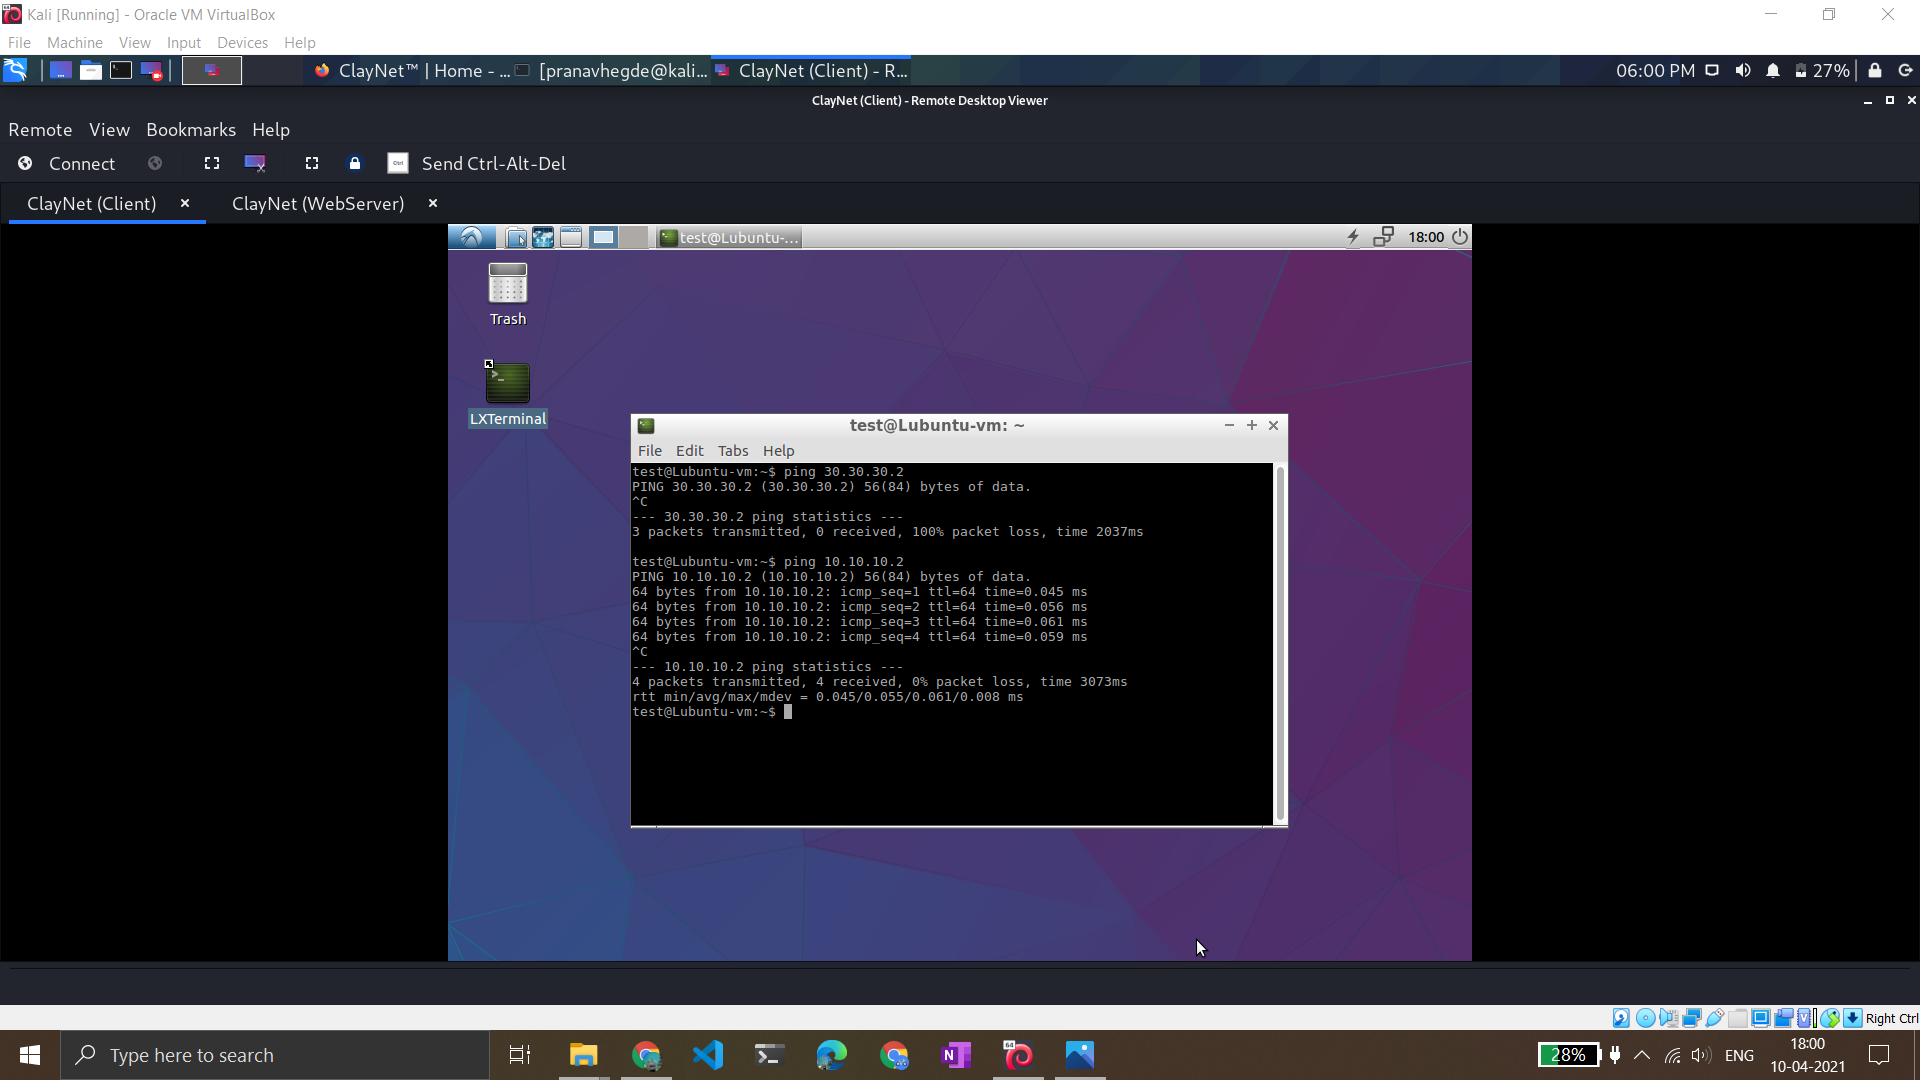 Kali [Running] - Oracle VM VirtualBox
File Machine View Input Devices Help
ClayNet™ | Home - ... [pranavhegde@kali... ClayNet (Client) - R... 06:00 PM 27%
ClayNet (Client) - Remote Desktop Viewer
Remote View Bookmarks Help
Connect Send Ctrl-Alt-Del
ClayNet (Client) ClayNet (WebServer)
test@Lubuntu-... 18:00
Trash
LXTerminal
test@Lubuntu-vm: ~
File Edit Tabs Help
test@Lubuntu-vm:~$ ping 30.30.30.2
PING 30.30.30.2 (30.30.30.2) 56(84) bytes of data.
^C
--- 30.30.30.2 ping statistics ---
3 packets transmitted, 0 received, 100% packet loss, time 2037ms
test@Lubuntu-vm:~$ ping 10.10.10.2
PING 10.10.10.2 (10.10.10.2) 56(84) bytes of data.
64 bytes from 10.10.10.2: icmp_seq=1 ttl=64 time=0.045 ms
64 bytes from 10.10.10.2: icmp_seq=2 ttl=64 time=0.056 ms
64 bytes from 10.10.10.2: icmp_seq=3 ttl=64 time=0.061 ms
64 bytes from 10.10.10.2: icmp_seq=4 ttl=64 time=0.059 ms
^C
--- 10.10.10.2 ping statistics ---
4 packets transmitted, 4 received, 0% packet loss, time 3073ms
rtt min/avg/max/mdev = 0.045/0.055/0.061/0.008 ms
test@Lubuntu-vm:~$
Right Ctrl
Type here to search 28% ENG 18:00
10-04-2021